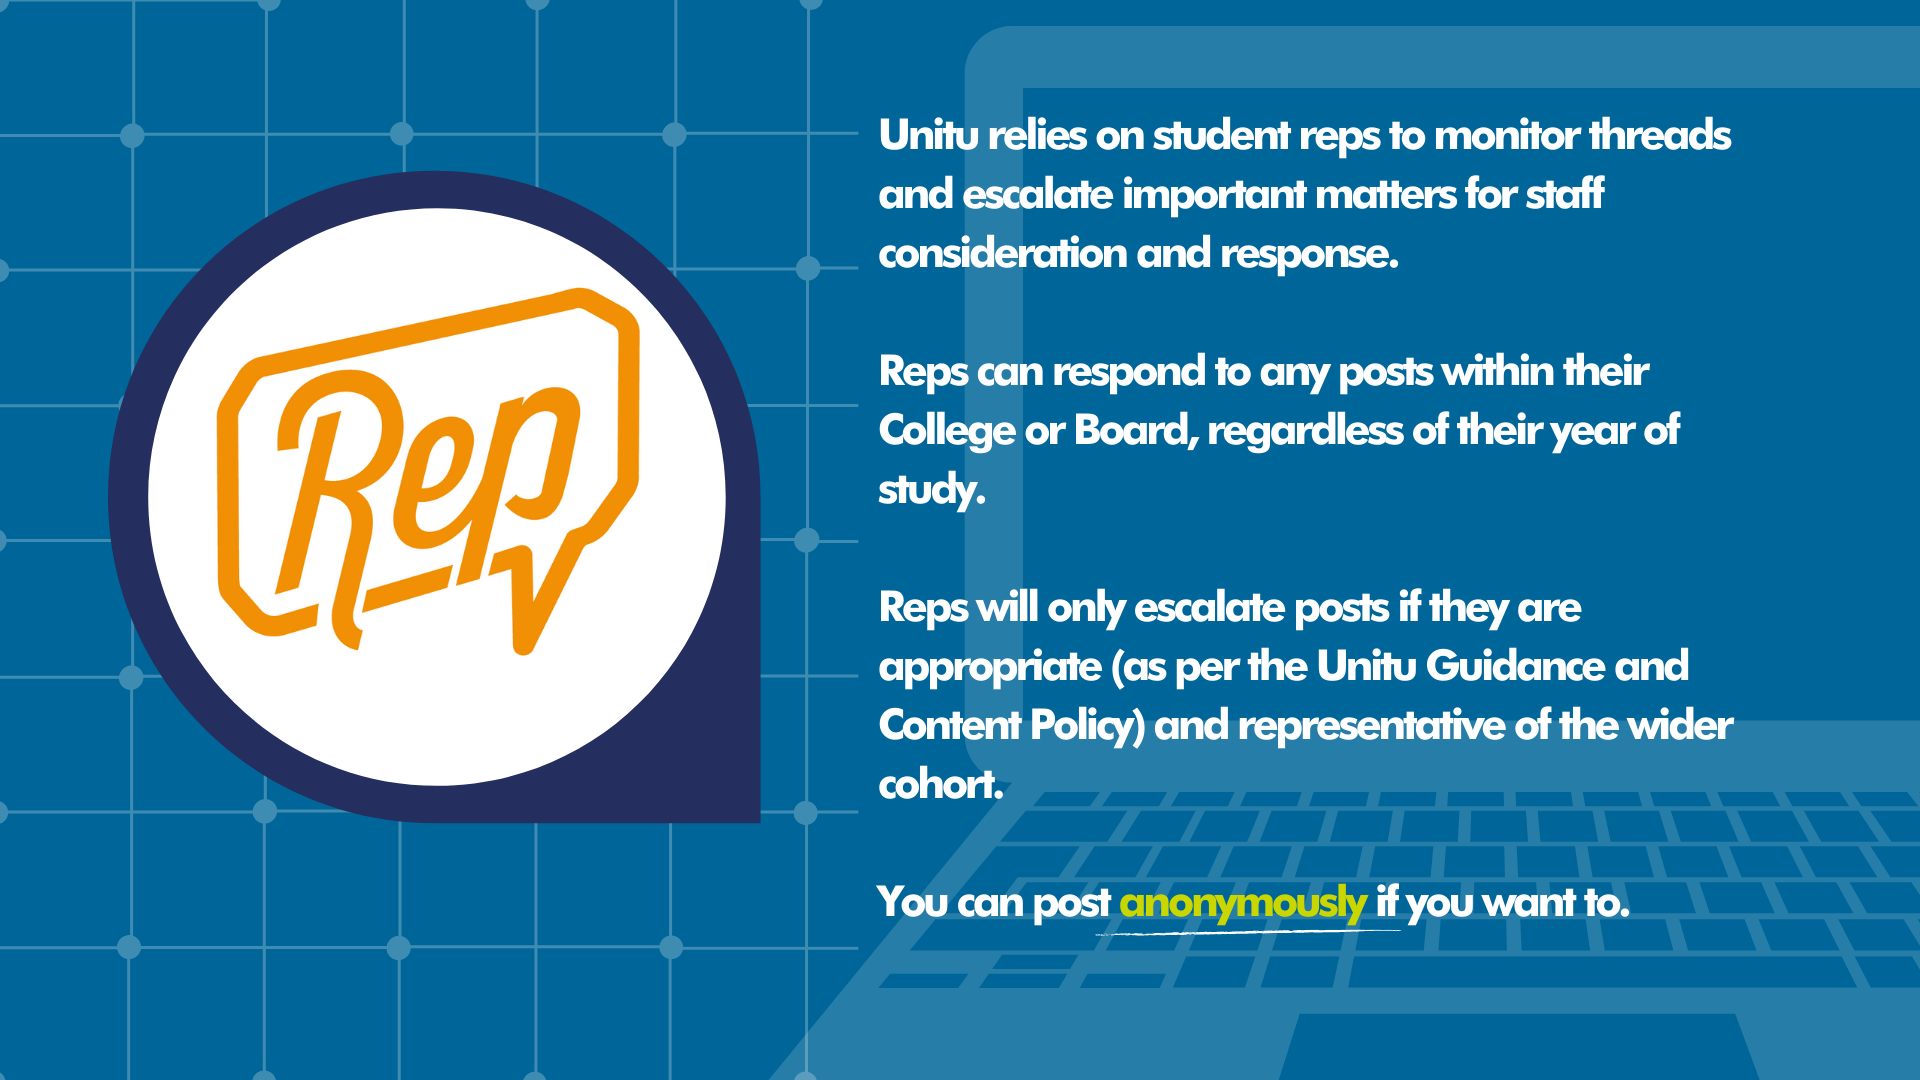 Rep
Unitu relies on student reps to monitor threads
and escalate important matters for staff
consideration and response.
Reps can respond to any posts within their
College or Board, regardless of their year of
study.
Reps will only escalate posts if they are
appropriate (as per the Unitu Guidance and
Content Policy) and representative of the wider
cohort.
You can post anonymously if you want to.